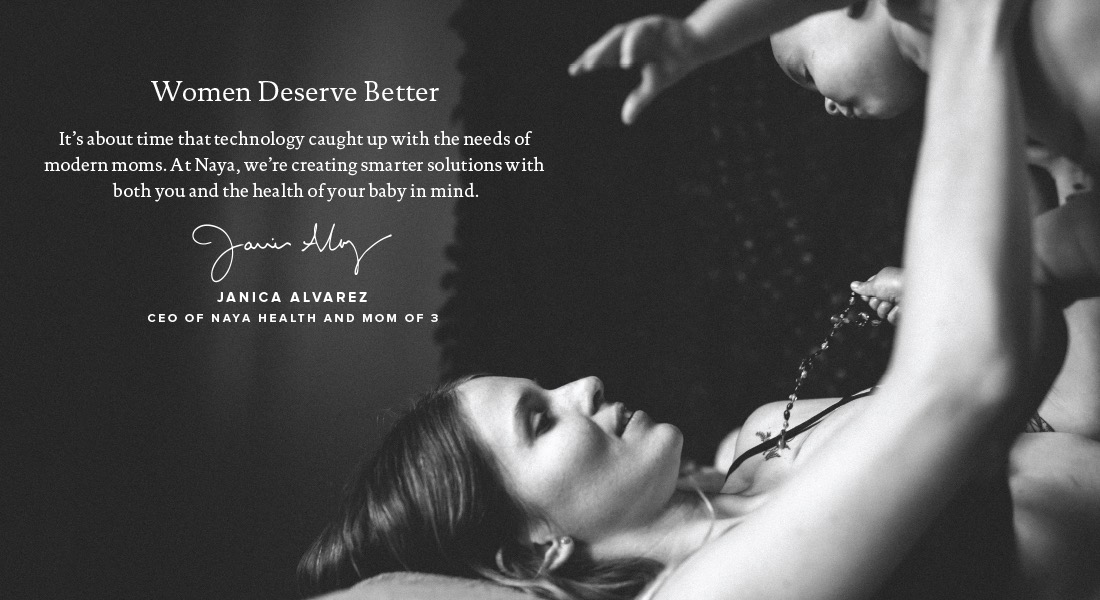 Women Deserve Better
It's about time that technology caught up with the needs of
modern moms. At Naya, we're creating smarter solutions with
both you and the health of your baby in mind.
JANICA ALVAREZ
CEO OF NAYA HEALTH AND MOM OF 3